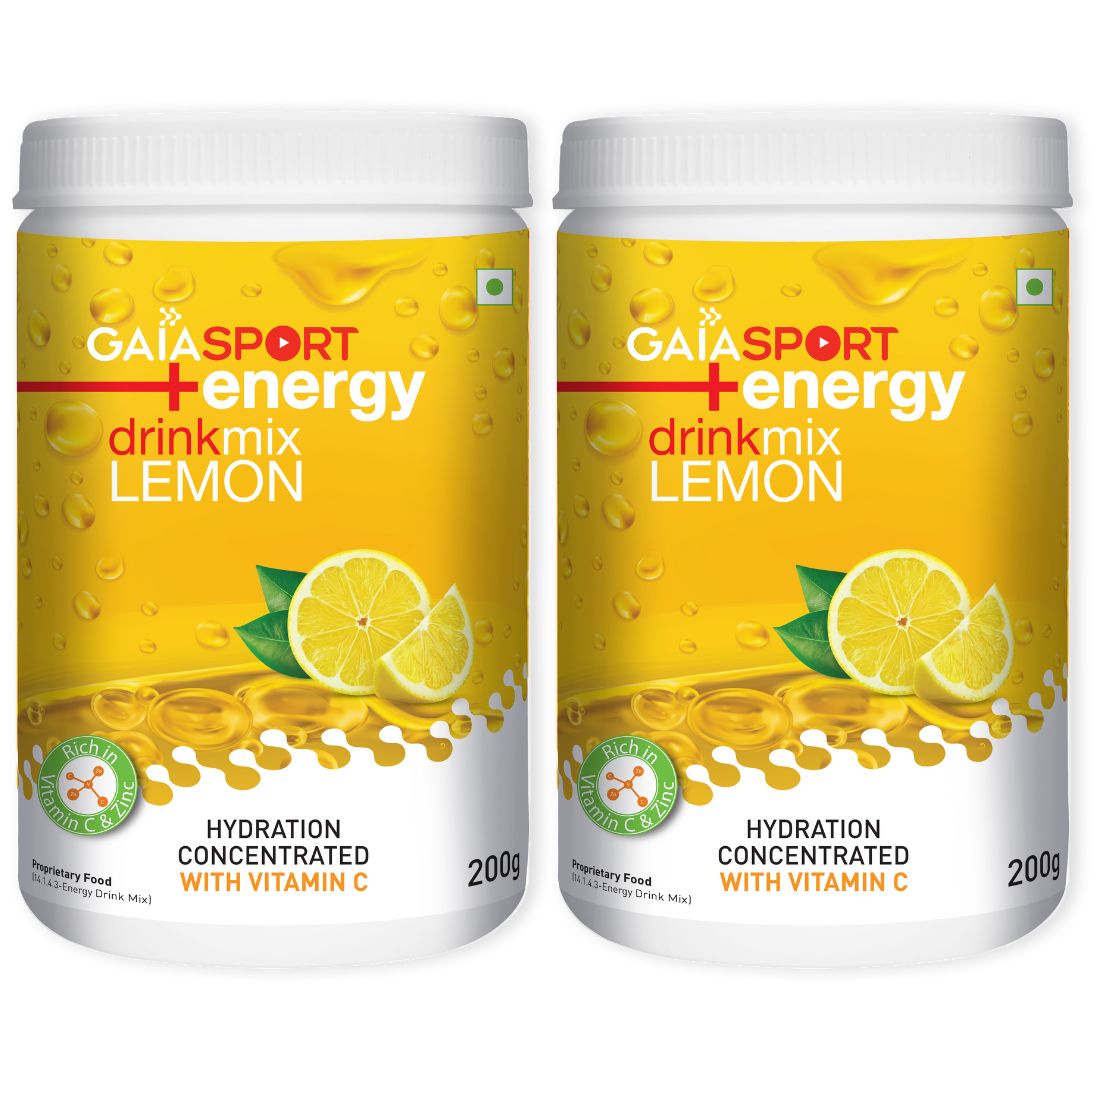 GAÏASPORT
+energy
drinkmix
LEMON
Rich in
Vitamin C & Zinc
HYDRATION
CONCENTRATED
WITH VITAMIN C
Proprietary Food
(14.1.4.3-Energy Drink Mix)
200g
GAÏASPORT
+energy
drinkmix
LEMON
Rich in
Vitamin C & Zinc
HYDRATION
CONCENTRATED
WITH VITAMIN C
Proprietary Food
(14.1.4.3-Energy Drink Mix)
200g